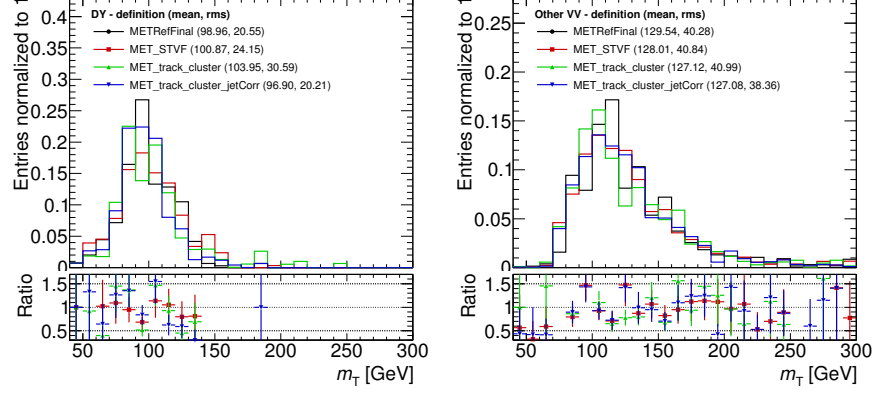 DY - definition (mean, rms)
METRefFinal (98.96, 20.55)
MET_STVF (100.87, 24.15)
MET_track_cluster (103.95, 30.59)
MET_track_cluster_jetCorr (96.90, 20.21)
Entries normalized to 1
0.4
0.35
0.3
0.25
0.2
0.15
0.1
0.05
0
Ratio
1.5
1
0.5
50 100 150 200 250 300
m_T [GeV]
Other VV - definition (mean, rms)
METRefFinal (129.54, 40.28)
MET_STVF (128.01, 40.84)
MET_track_cluster (127.12, 40.99)
MET_track_cluster_jetCorr (127.08, 38.36)
Entries normalized to 1
0.25
0.2
0.15
0.1
0.05
0
Ratio
1.5
1
0.5
50 100 150 200 250 300
m_T [GeV]